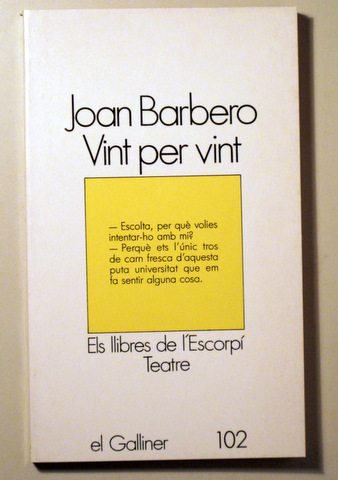 Joan Barbero
Vint per vint
— Escolta, per què volies
intentar-ho amb mi?
— Perquè ets l'únic tros
de carn fresca d'aquesta
puta universitat que em
fa sentir alguna cosa.
Els llibres de l'Escorpí
Teatre
el Galliner 102